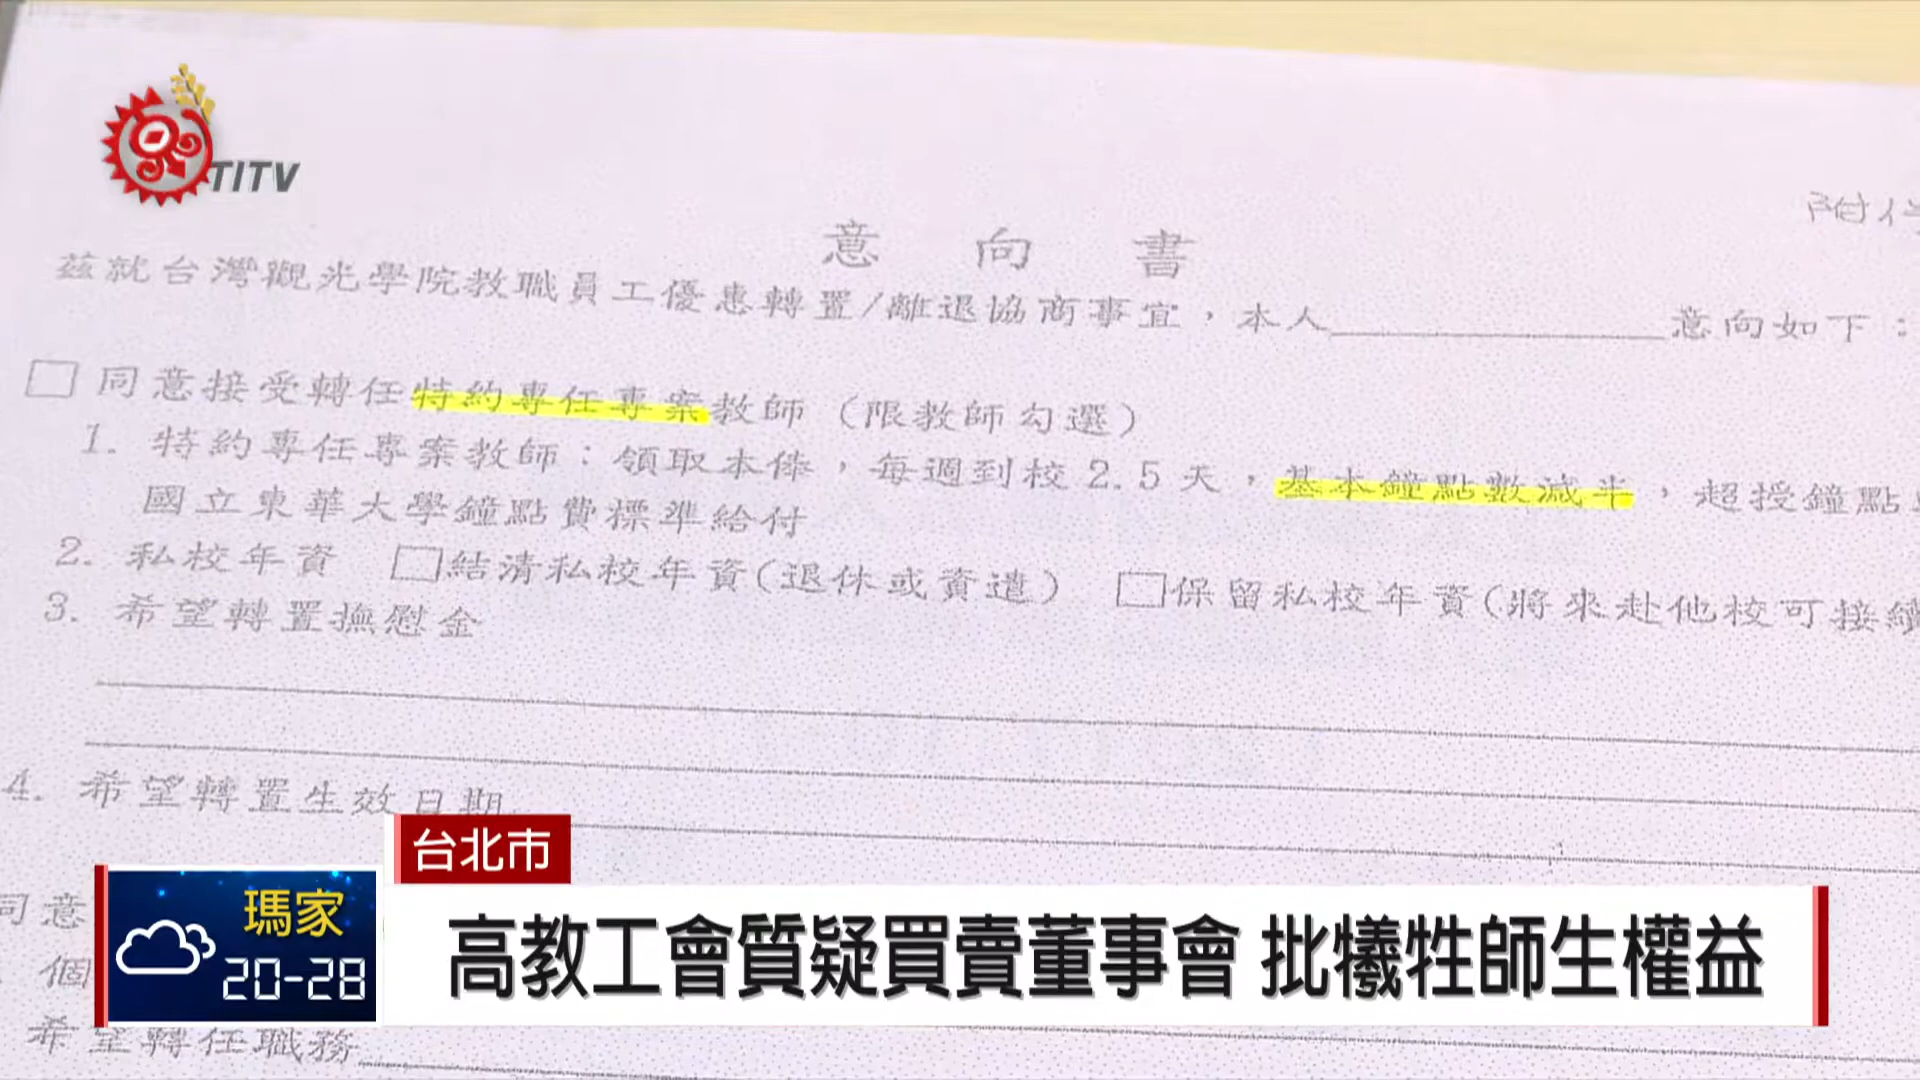 TITV
附件
意向書
茲就台灣觀光學院教職員工優惠轉置/離退協商事宜，本人＿＿＿＿＿＿意向如下：
□同意接受轉任特約專任專案教師（限教師勾選）
1. 特約專任專案教師：領取本俸，每週到校2.5天，基本鐘點數減半，超授鐘點
國立東華大學鐘點費標準給付
2. 私校年資 □結清私校年資(退休或資遣) □保留私校年資(將來赴他校可接續
3. 希望轉置撫慰金
4. 希望轉置生效日期
同意
個
希望轉任職務
台北市
瑪家
20-28
高教工會質疑買賣董事會 批犧牲師生權益